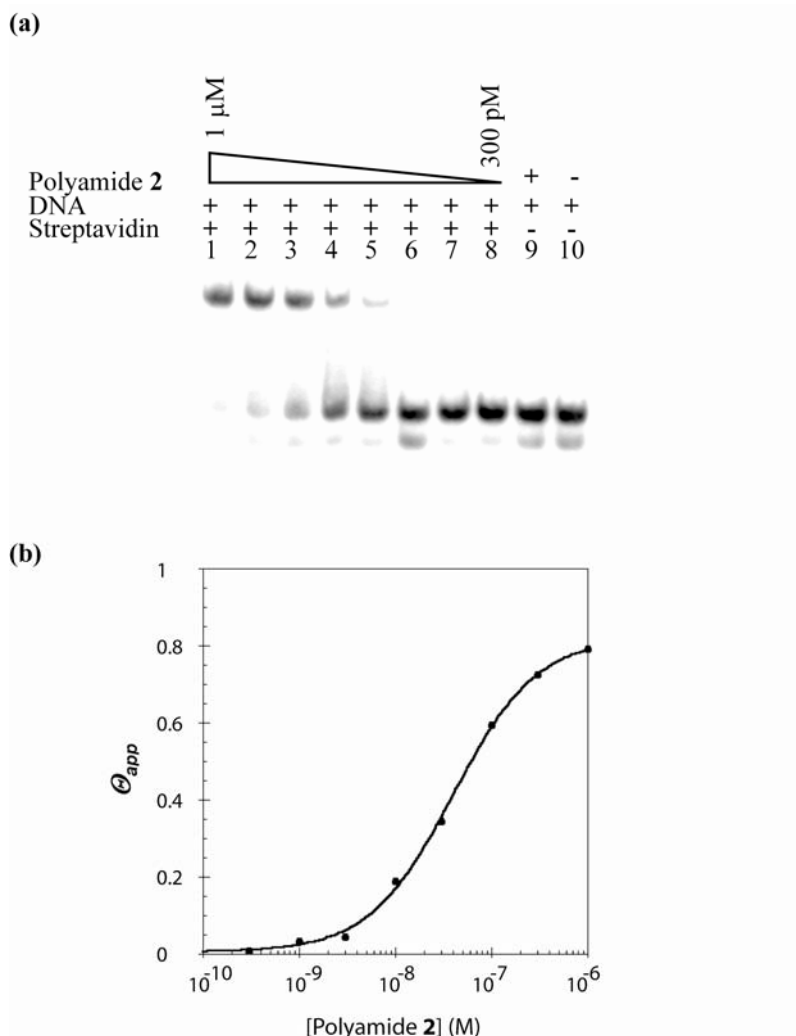 (a)
1 μM
300 pM
Polyamide 2 + -
DNA + + + + + + + + + +
Streptavidin + + + + + + + + - -
1 2 3 4 5 6 7 8 9 10
(b)
1
0.8
0.6
0.4
0.2
0
Θapp
10⁻¹⁰ 10⁻⁹ 10⁻⁸ 10⁻⁷ 10⁻⁶
[Polyamide 2] (M)